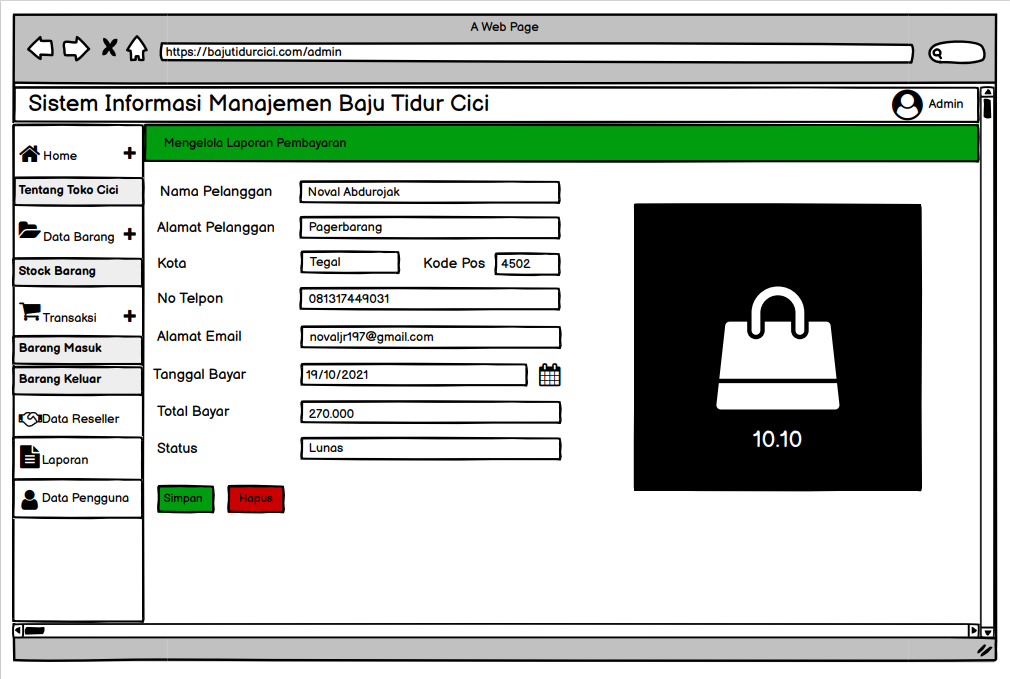 A Web Page
https://bajutidurcici.com/admin
Sistem Informasi Manajemen Baju Tidur Cici
Admin
Home
Tentang Toko Cici
Data Barang
Stock Barang
Transaksi
Barang Masuk
Barang Keluar
Data Reseller
Laporan
Data Pengguna
Mengelola Laporan Pembayaran
Nama Pelanggan Noval Abdurojak
Alamat Pelanggan Pagerbarang
Kota Tegal Kode Pos 4502
No Telpon 081317449031
Alamat Email novaljr197@gmail.com
Tanggal Bayar 19/10/2021
Total Bayar 270.000
Status Lunas
Simpan Hapus
10.10